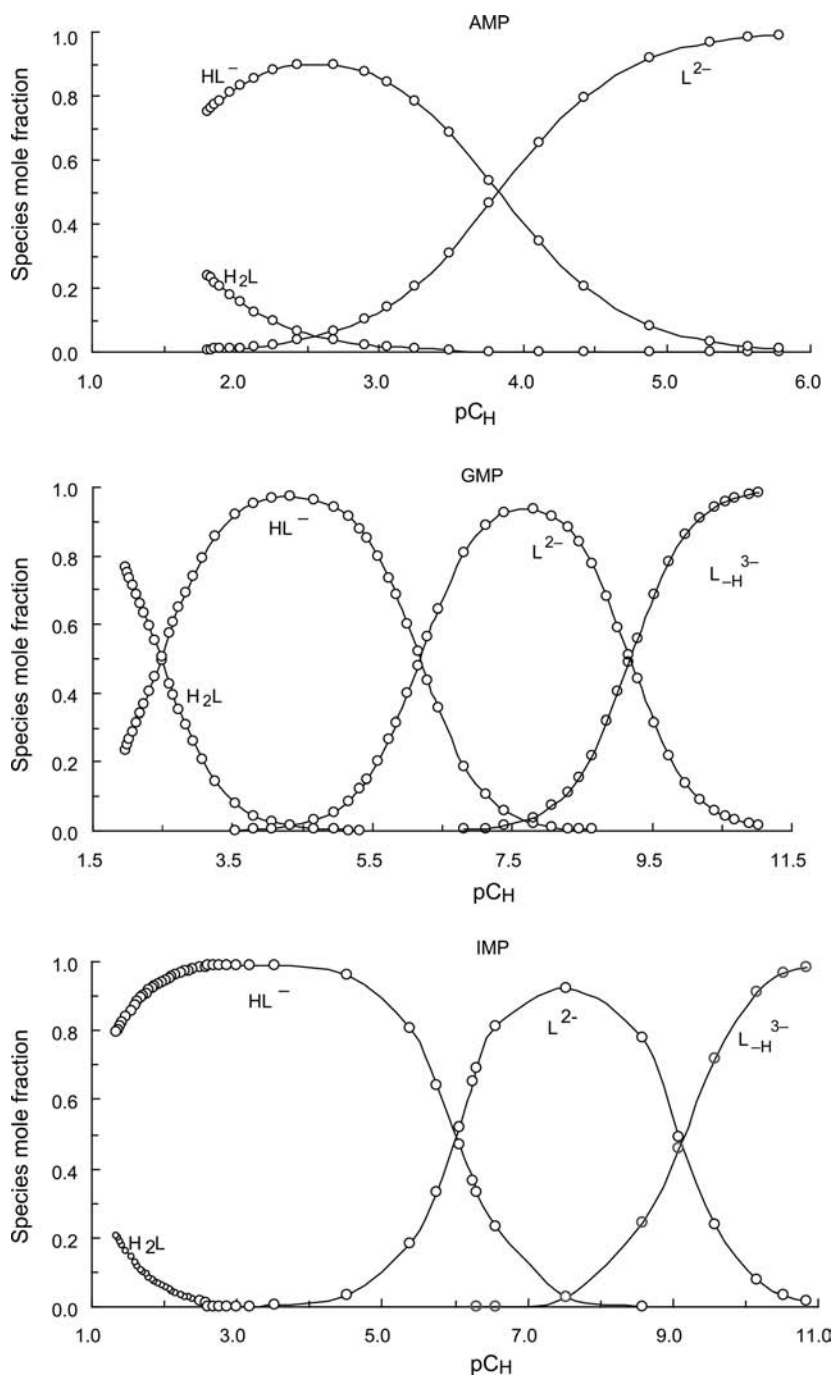 AMP
Species mole fraction
1.0
0.8
0.6
0.4
0.2
0.0
HL⁻
L²⁻
H₂L
1.0 2.0 3.0 4.0 5.0 6.0
pC_H
GMP
Species mole fraction
1.0
0.8
0.6
0.4
0.2
0.0
HL⁻
L²⁻
L₋H³⁻
H₂L
1.5 3.5 5.5 7.5 9.5 11.5
pC_H
IMP
Species mole fraction
1.0
0.8
0.6
0.4
0.2
0.0
HL⁻
L²⁻
L₋H³⁻
H₂L
1.0 3.0 5.0 7.0 9.0 11.0
pC_H